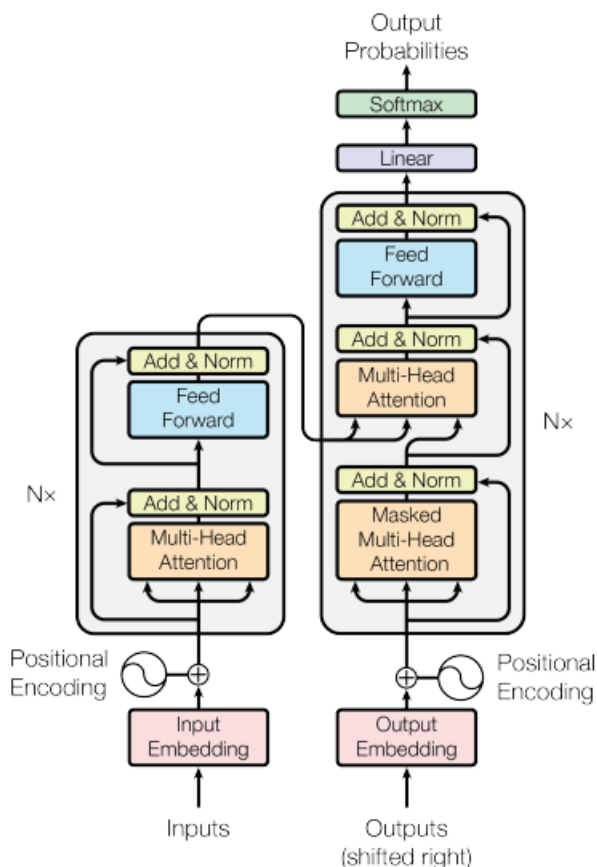 Output
Probabilities
Softmax
Linear
Add & Norm
Feed
Forward
Add & Norm
Multi-Head
Attention
Add & Norm
Masked
Multi-Head
Attention
N×
Add & Norm
Feed
Forward
Add & Norm
Multi-Head
Attention
N×
Positional
Encoding
Positional
Encoding
Input
Embedding
Output
Embedding
Inputs
Outputs
(shifted right)